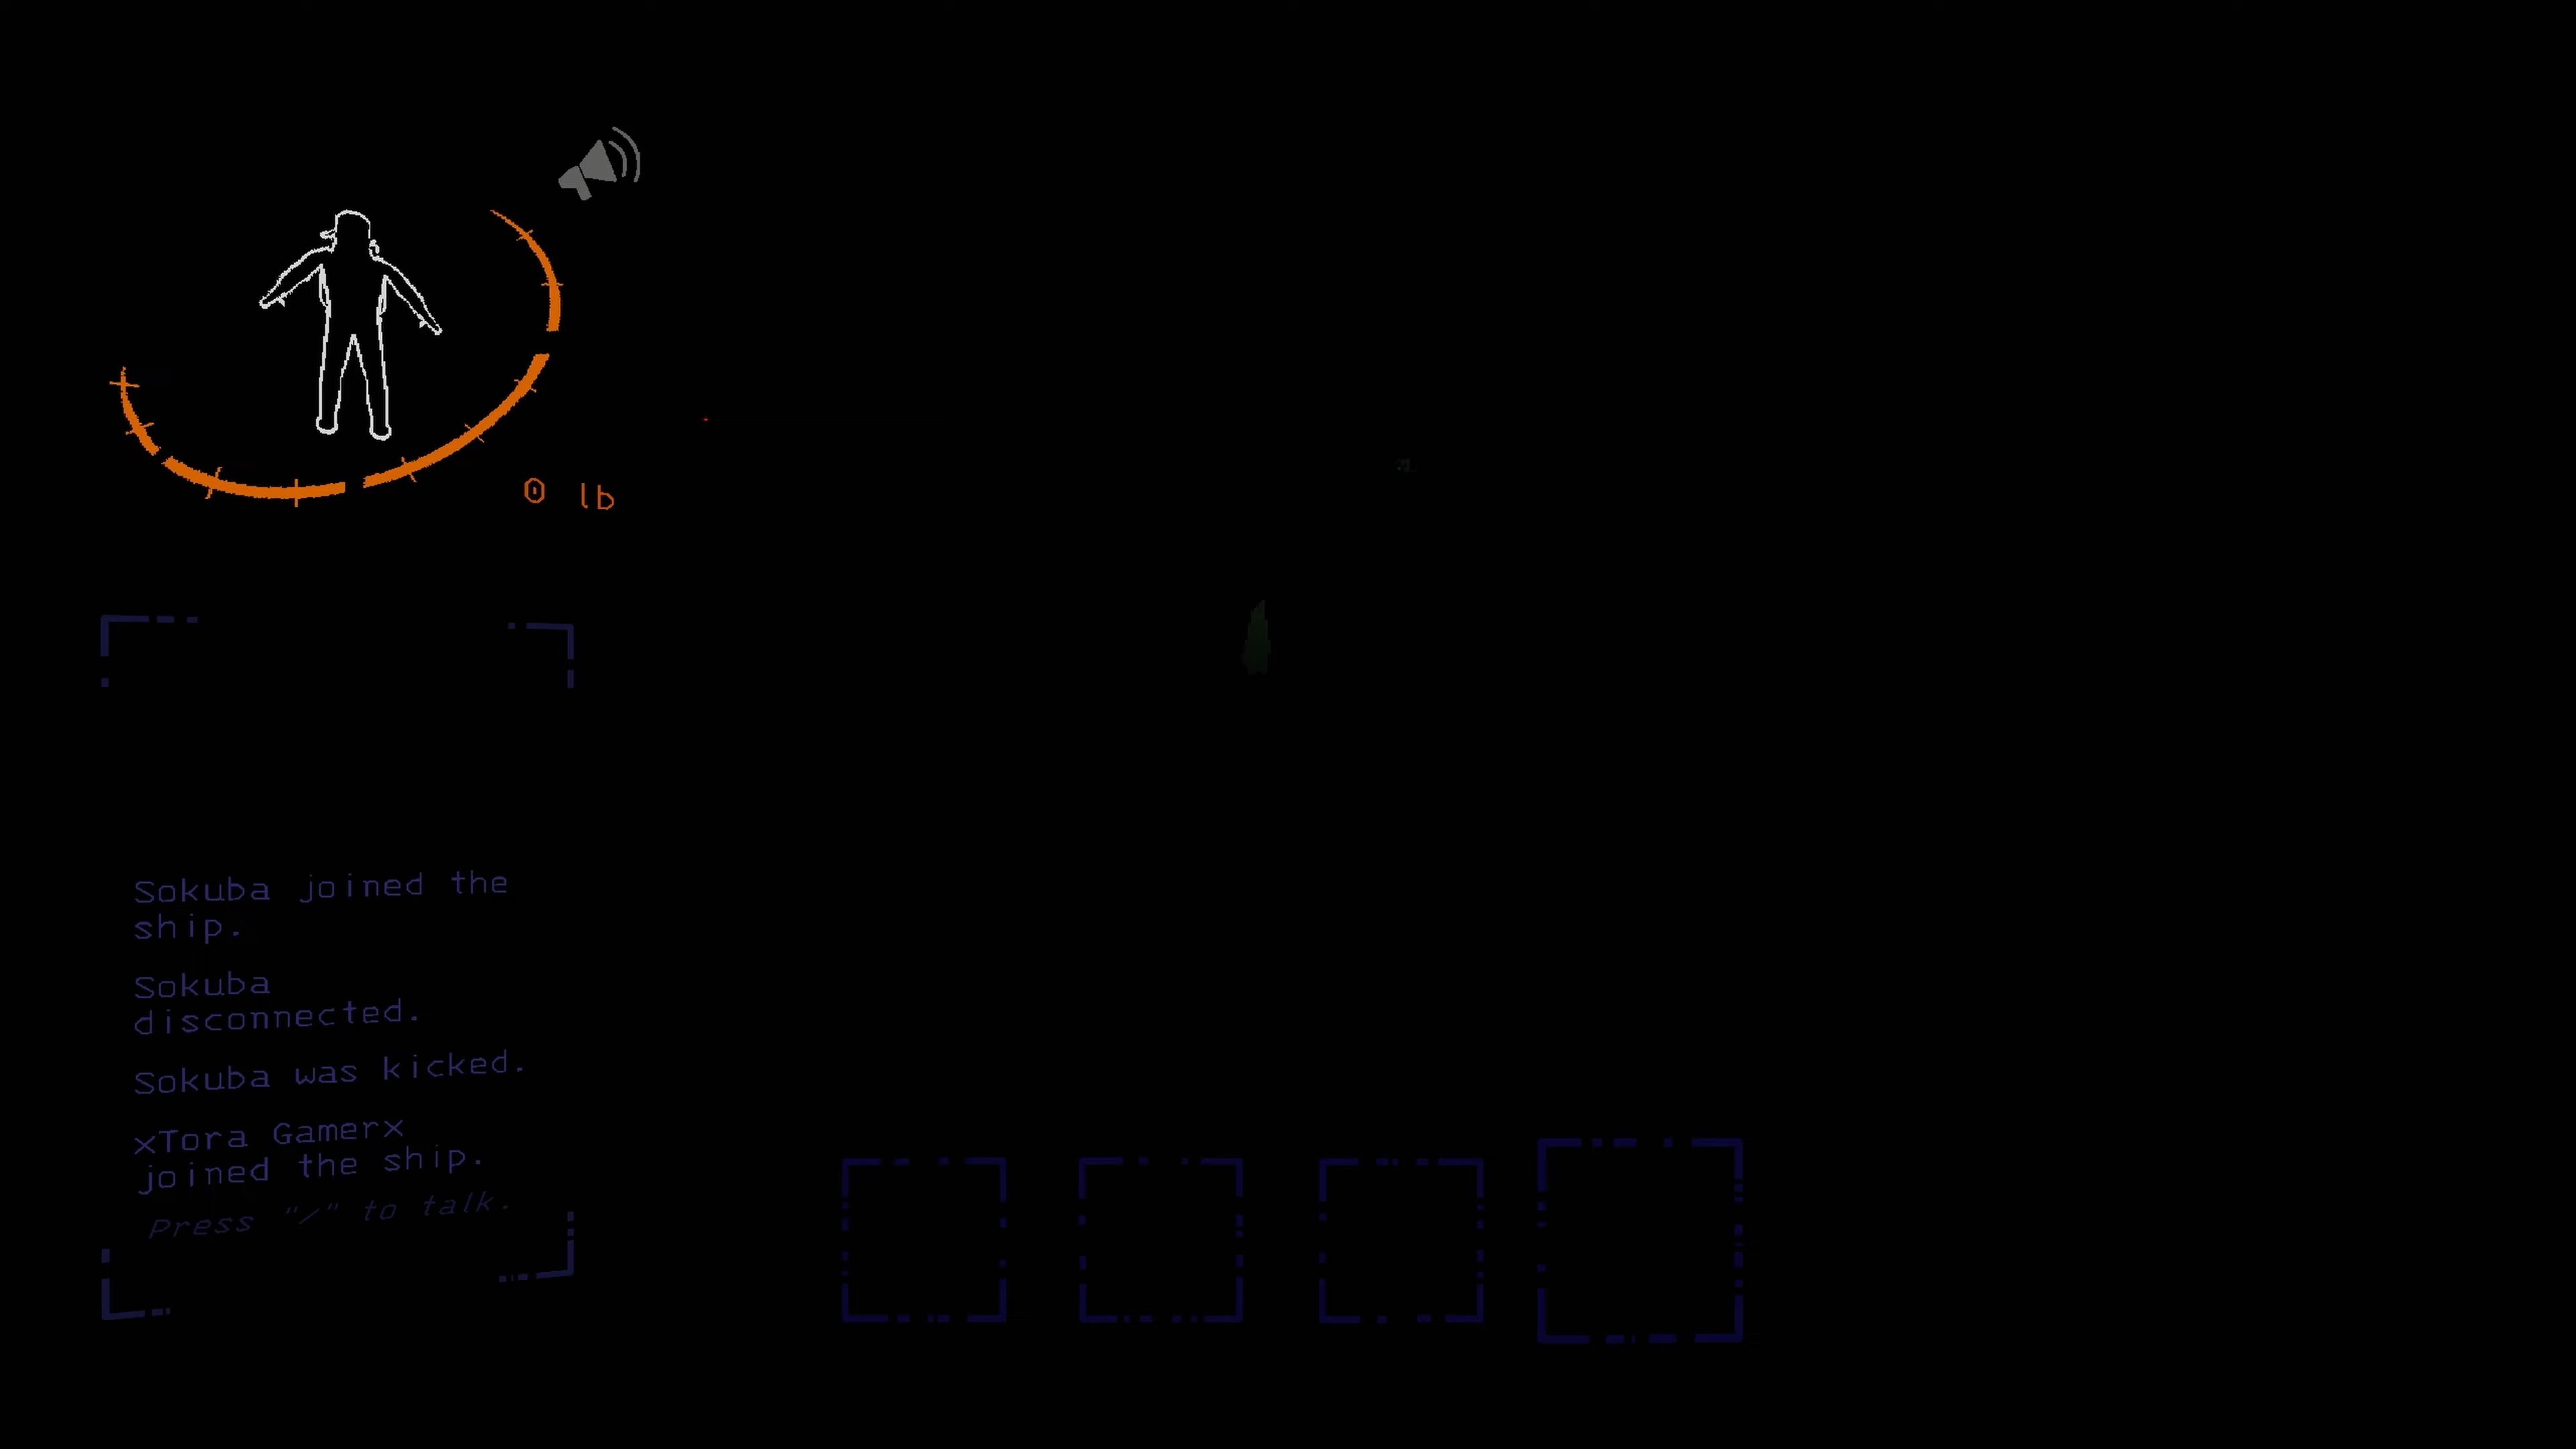 0 lb
Sokuba joined the
ship.
Sokuba
disconnected.
Sokuba was kicked.
xTora Gamerx
joined the ship.
Press "/" to talk.